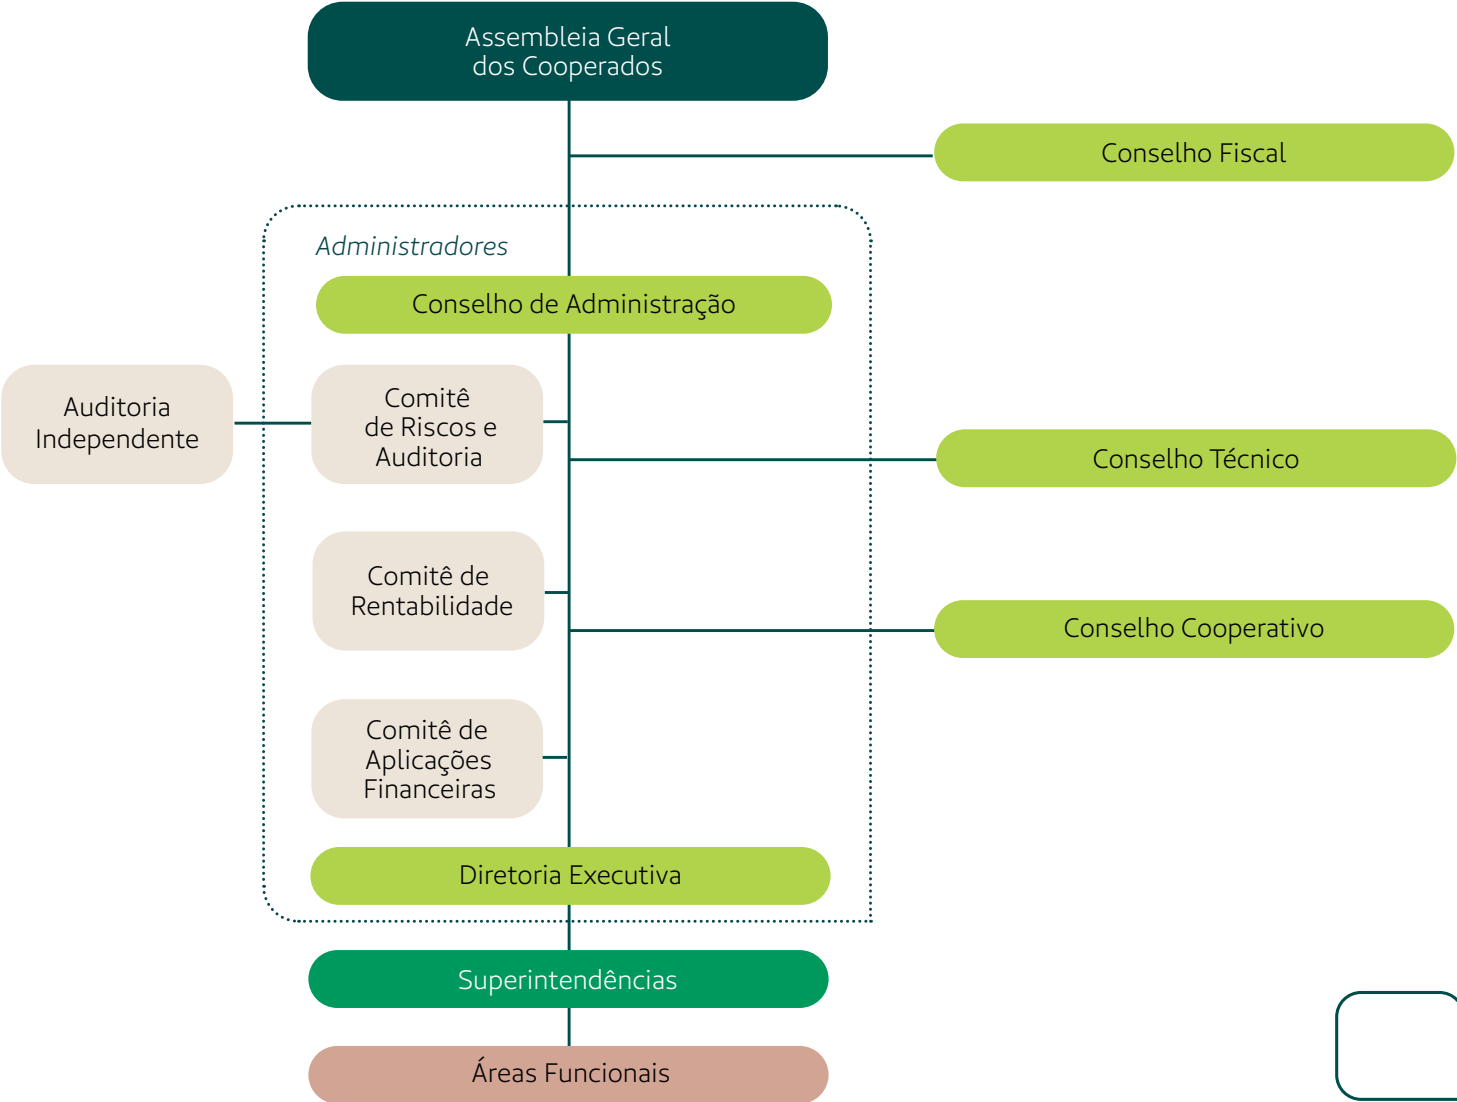 Assembleia Geral
dos Cooperados
Conselho Fiscal
Administradores
Conselho de Administração
Auditoria
Independente
Comitê
de Riscos e
Auditoria
Conselho Técnico
Comitê de
Rentabilidade
Conselho Cooperativo
Comitê de
Aplicações
Financeiras
Diretoria Executiva
Superintendências
Áreas Funcionais